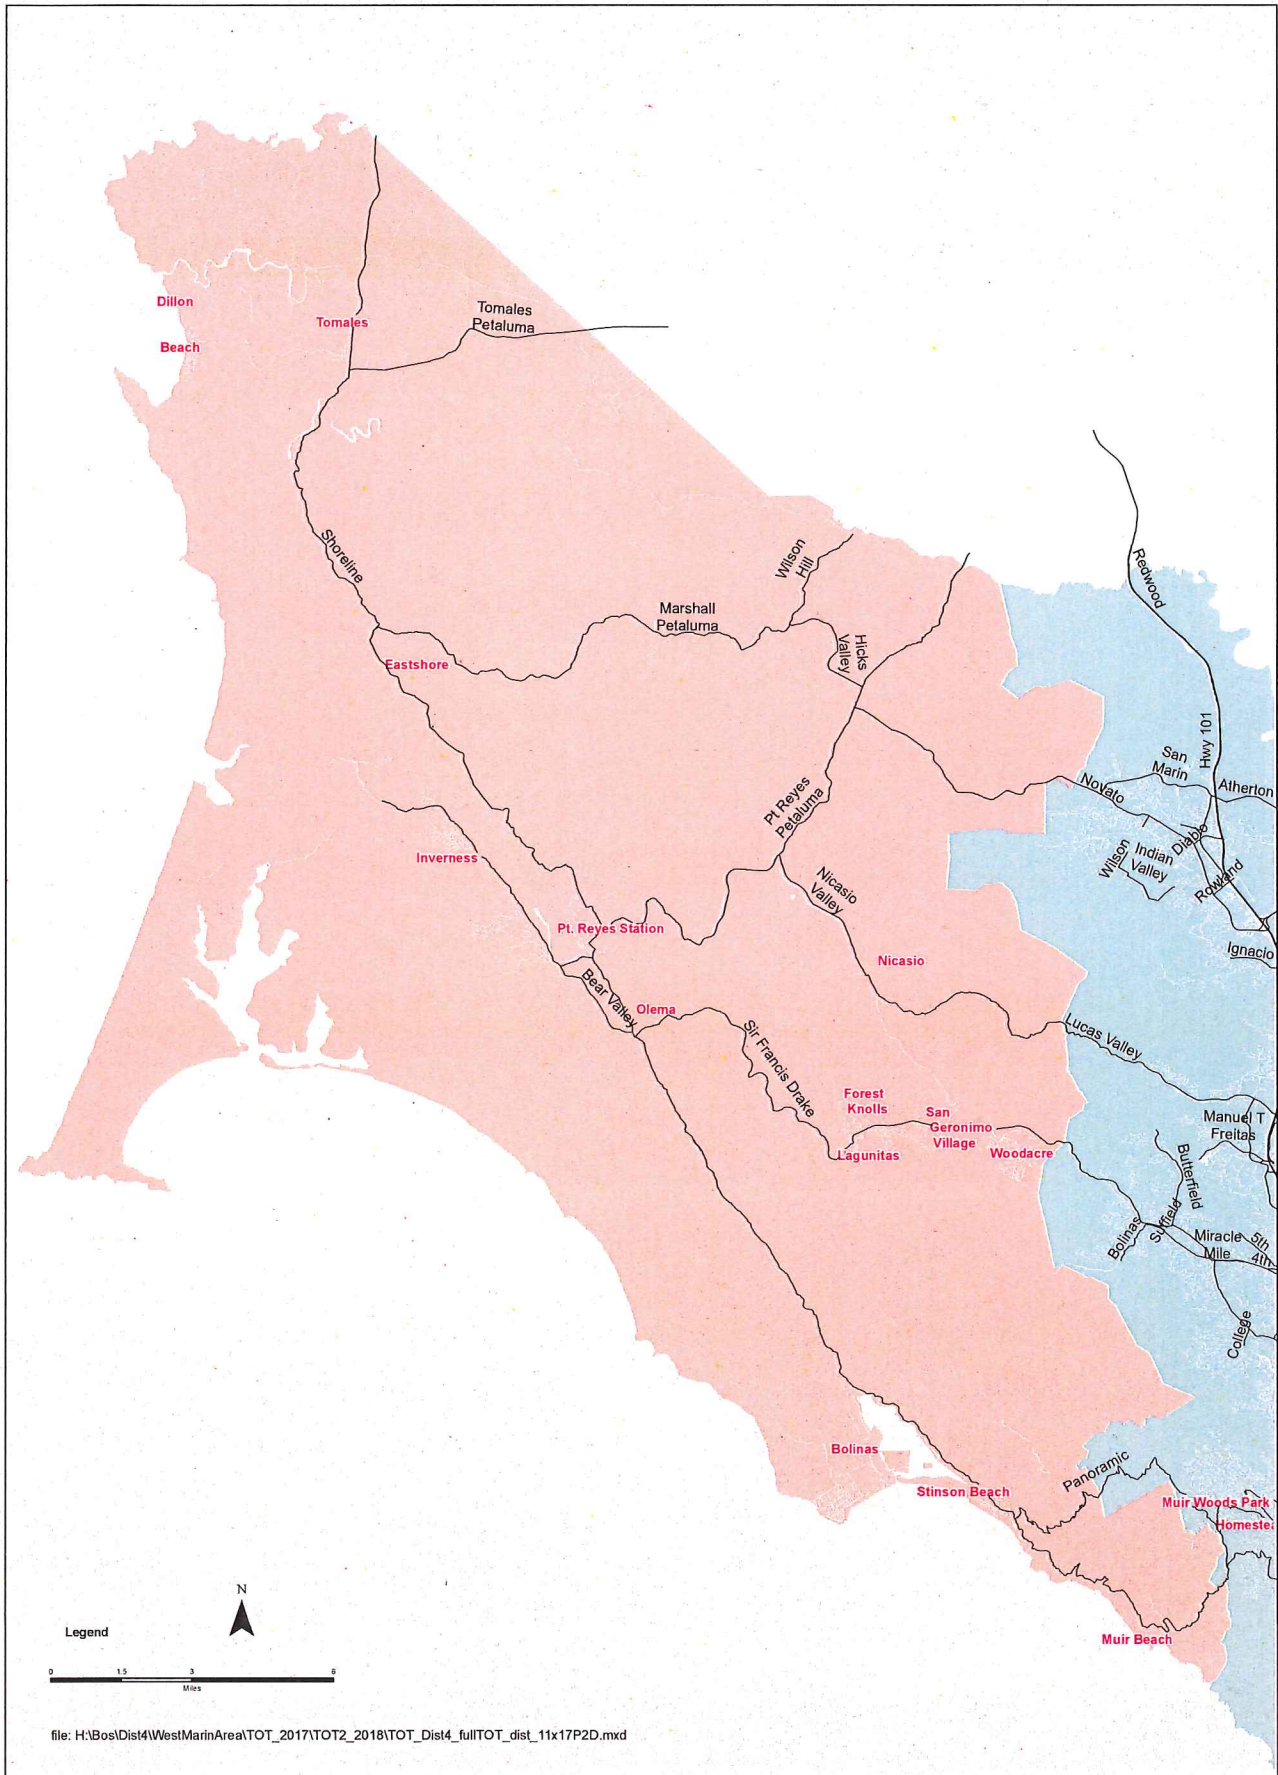 Dillon
Beach
Tomales
Tomales
Petaluma
Shoreline
Wilson
Hill
Marshall
Petaluma
Hicks
Valley
Eastshore
Redwood
Hwy 101
San
Marin
Atherton
Novato
Diablo
Wilson
Indian
Valley
Rowland
Ignacio
Pt Reyes
Petaluma
Inverness
Nicasio
Valley
Pt. Reyes Station
Nicasio
Bear Valley
Olema
Sir Francis Drake
Lucas Valley
Forest
Knolls
San
Geronimo
Village
Lagunitas
Woodacre
Manuel T
Freitas
Butterfield
Suffield
Bolinas
Miracle
Mile
5th
4th
College
Bolinas
Stinson Beach
Panoramic
Muir Woods Park
Homestea
Muir Beach
N
Legend
0 1.5 3 6
Miles
file: H:\Bos\Dist4\WestMarinArea\TOT_2017\TOT2_2018\TOT_Dist4_fullTOT_dist_11x17P2D.mxd